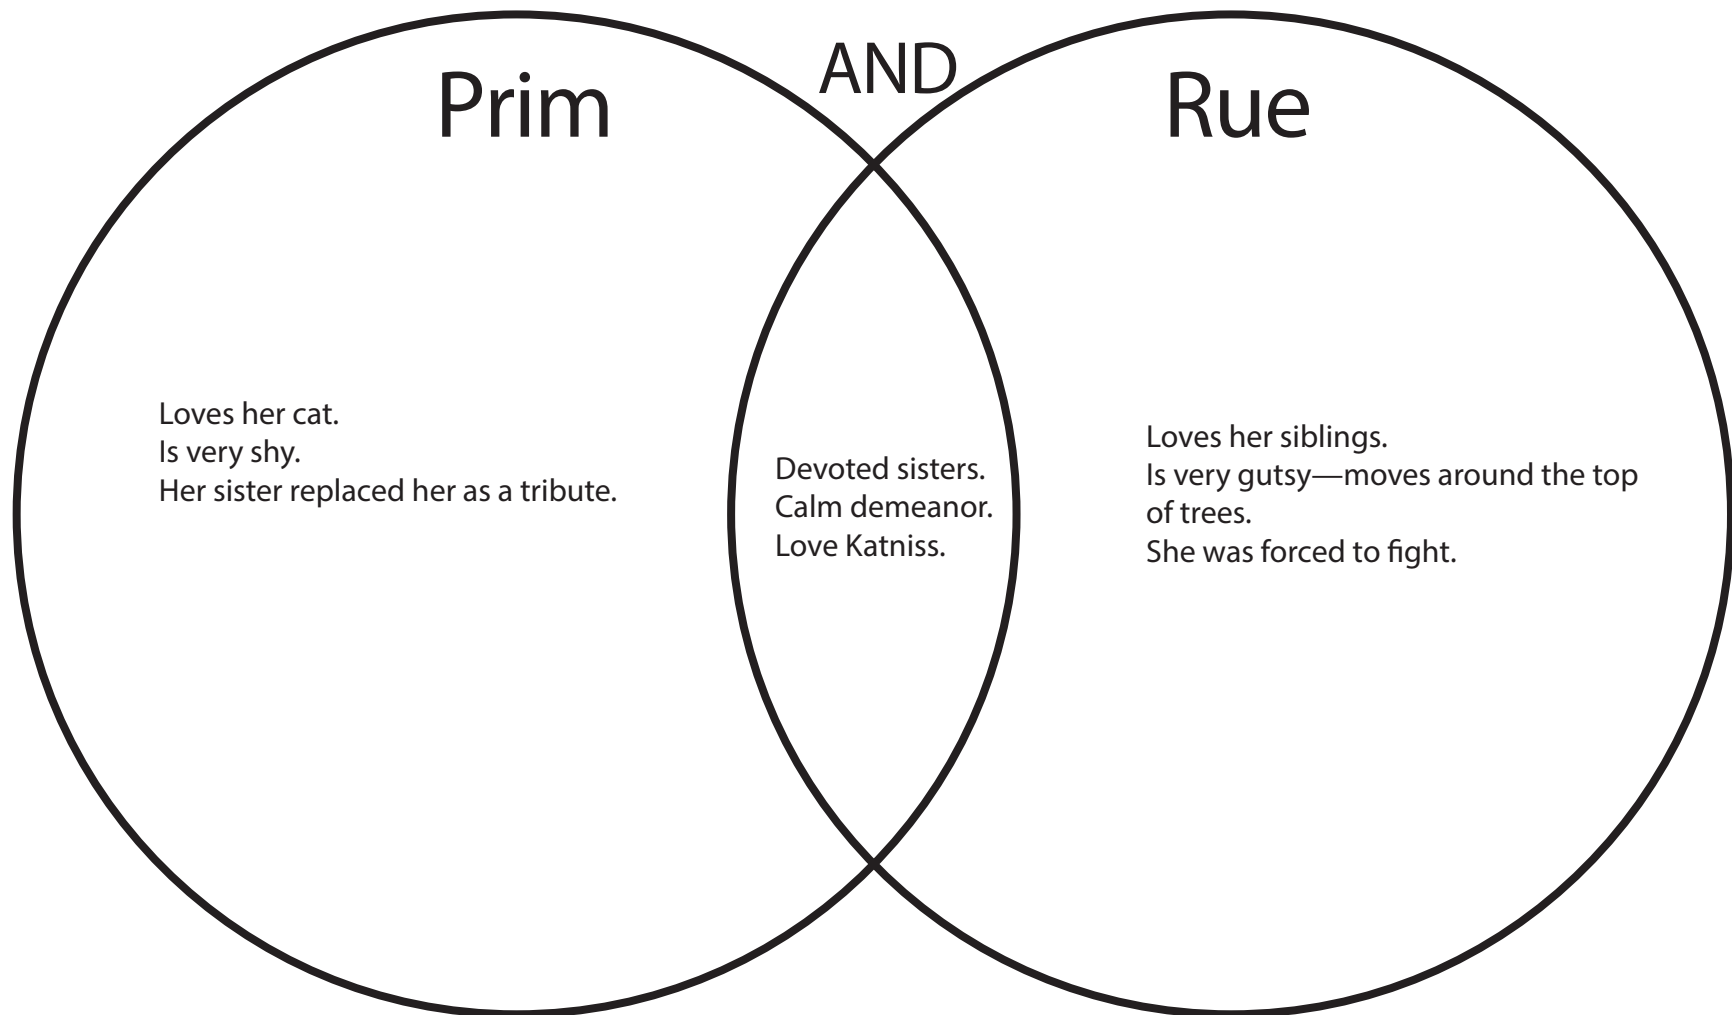 AND
Prim
Rue
Loves her cat.
Is very shy.
Her sister replaced her as a tribute.
Devoted sisters.
Calm demeanor.
Love Katniss.
Loves her siblings.
Is very gutsy—moves around the top
of trees.
She was forced to fight.